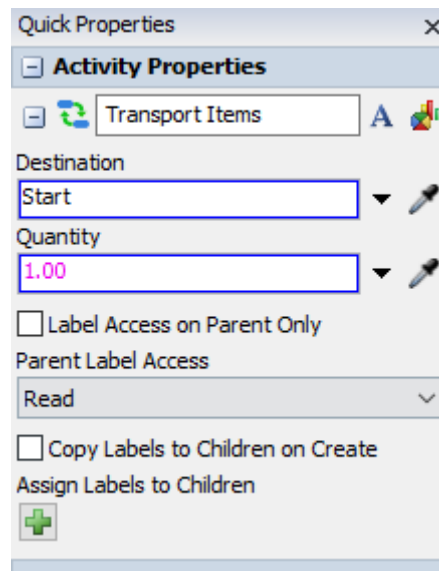 Quick Properties
Activity Properties
Transport Items
A
Destination
Start
Quantity
1.00
Label Access on Parent Only
Parent Label Access
Read
Copy Labels to Children on Create
Assign Labels to Children